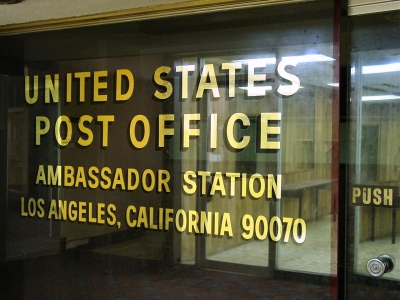 UNITED STATES
POST OFFICE
AMBASSADOR STATION
LOS ANGELES, CALIFORNIA 90070
PUSH